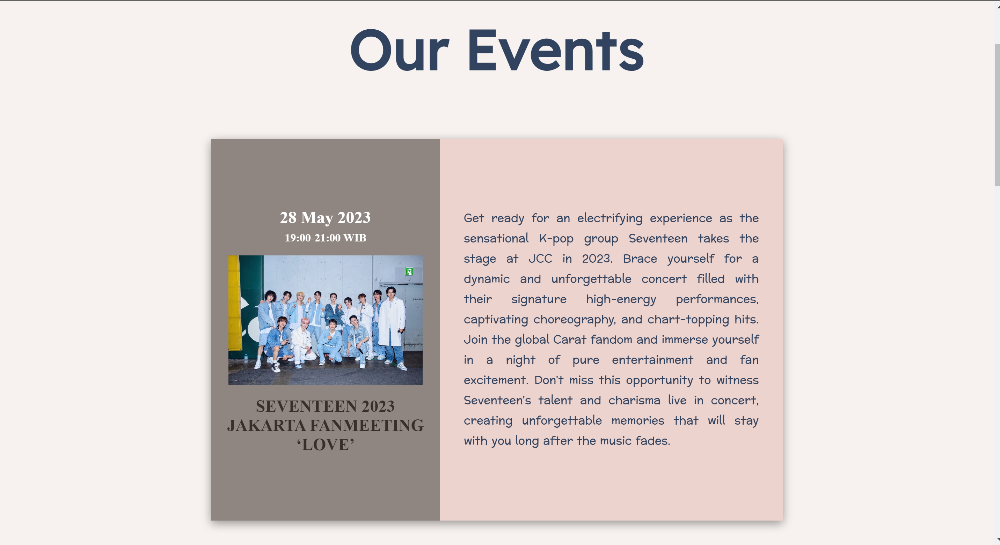 Our Events
28 May 2023
19:00-21:00 WIB
SEVENTEEN 2023
JAKARTA FANMEETING
‘LOVE’
Get ready for an electrifying experience as the
sensational K-pop group Seventeen takes the
stage at JCC in 2023. Brace yourself for a
dynamic and unforgettable concert filled with
their signature high-energy performances,
captivating choreography, and chart-topping hits.
Join the global Carat fandom and immerse yourself
in a night of pure entertainment and fan
excitement. Don't miss this opportunity to witness
Seventeen's talent and charisma live in concert,
creating unforgettable memories that will stay
with you long after the music fades.